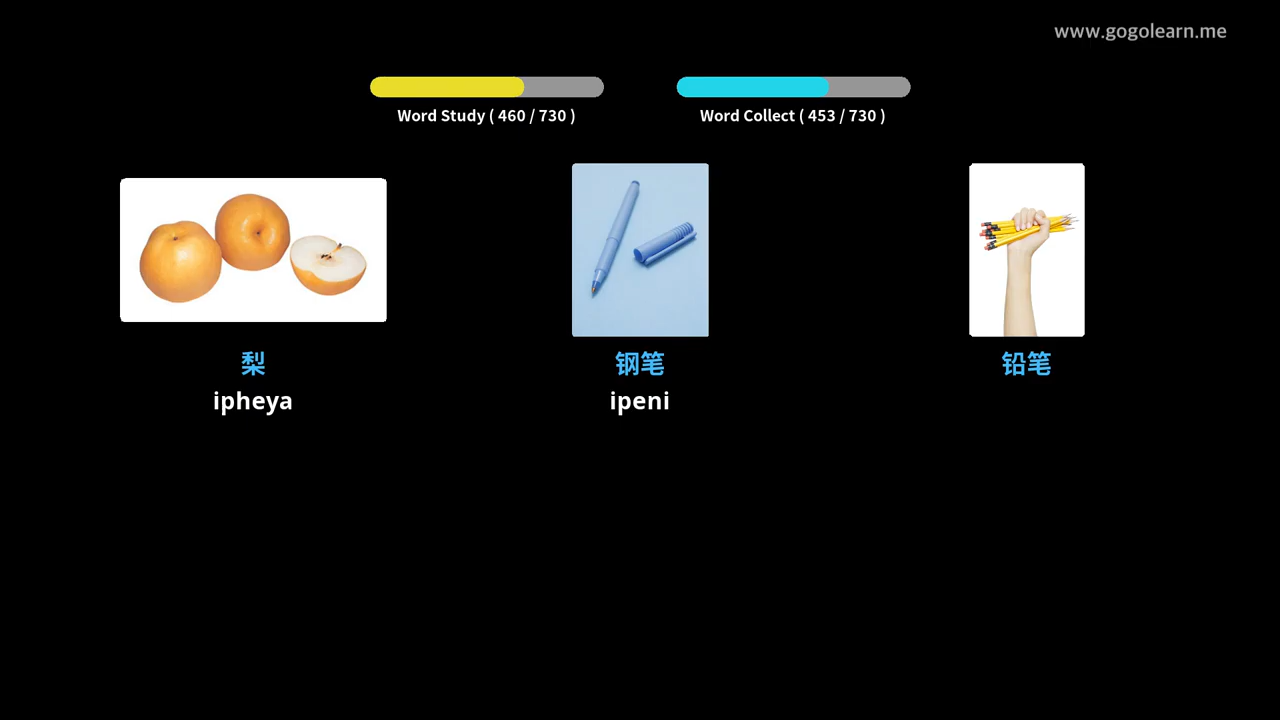 www.gogolearn.me
Word Study ( 460 / 730 )
Word Collect ( 453 / 730 )
梨
ipheya
钢笔
ipeni
铅笔